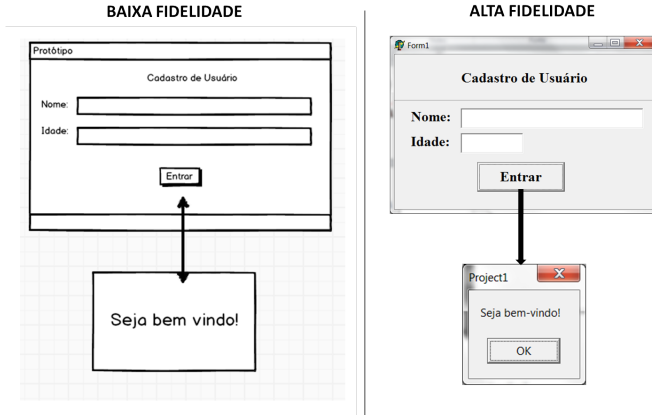 BAIXA FIDELIDADE
Protótipo
Cadastro de Usuário
Nome:
Idade:
Entrar
Seja bem vindo!
ALTA FIDELIDADE
Form1
Cadastro de Usuário
Nome:
Idade:
Entrar
Project1
Seja bem-vindo!
OK